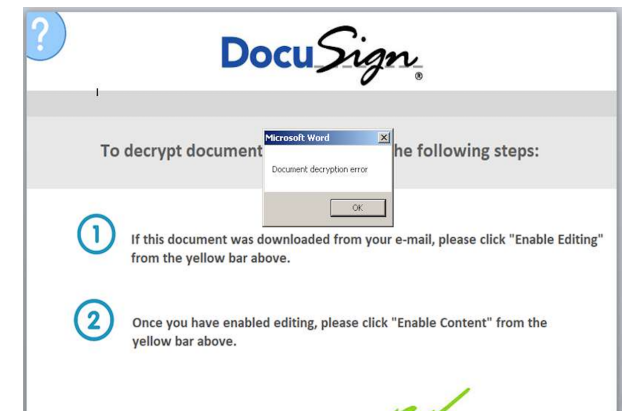 ?
DocuSign®
To decrypt document
he following steps:
Microsoft Word
Document decryption error
OK
1
If this document was downloaded from your e-mail, please click "Enable Editing"
from the yellow bar above.
2
Once you have enabled editing, please click "Enable Content" from the
yellow bar above.